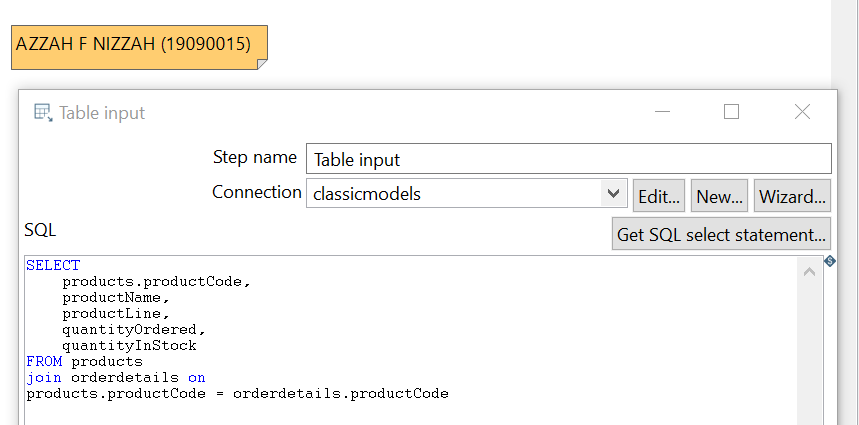 AZZAH F NIZZAH (19090015)
Table input
Step name Table input
Connection classicmodels Edit... New... Wizard...
SQL Get SQL select statement...
SELECT
products.productCode,
productName,
productLine,
quantityOrdered,
quantityInStock
FROM products
join orderdetails on
products.productCode = orderdetails.productCode